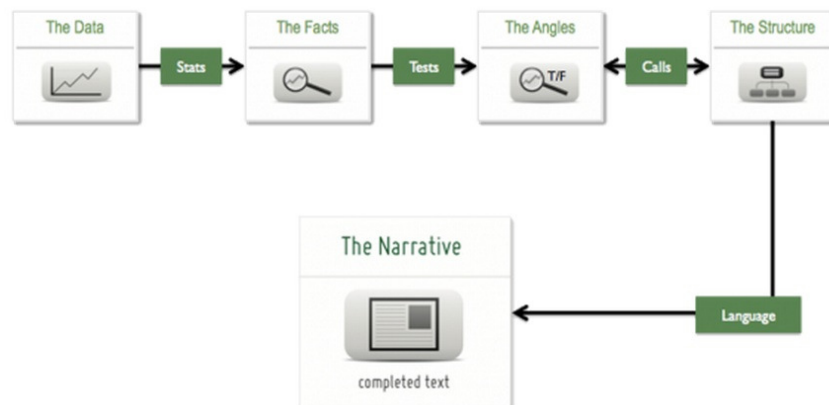 The Data
Stats
The Facts
Tests
The Angles
T/F
Calls
The Structure
The Narrative
completed text
Language